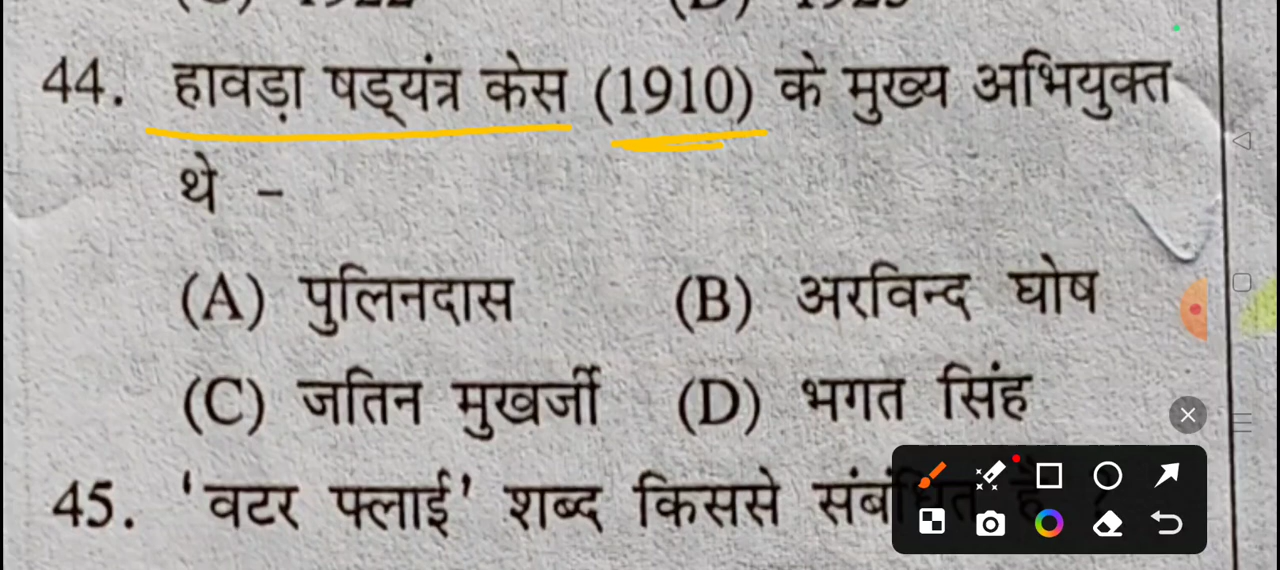 44. हावड़ा षड्यंत्र केस (1910) के मुख्य अभियुक्त
थे -
(A) पुलिनदास (B) अरविन्द घोष
(C) जतिन मुखर्जी (D) भगत सिंह
45. 'वटर फ्लाई' शब्द किससे संबंधित है ?